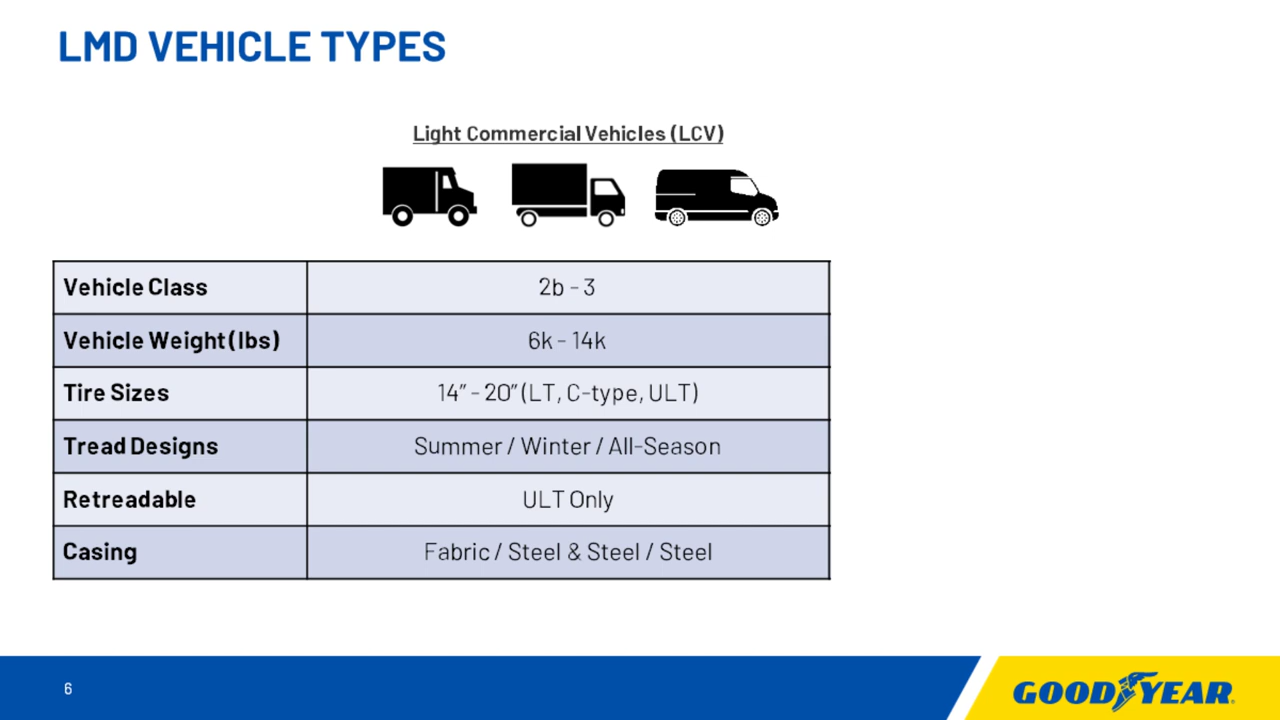 LMD VEHICLE TYPES
Light Commercial Vehicles (LCV)
Vehicle Class 2b - 3
Vehicle Weight (lbs) 6k - 14k
Tire Sizes 14” - 20” (LT, C-type, ULT)
Tread Designs Summer / Winter / All-Season
Retreadable ULT Only
Casing Fabric / Steel & Steel / Steel
6
GOODYEAR